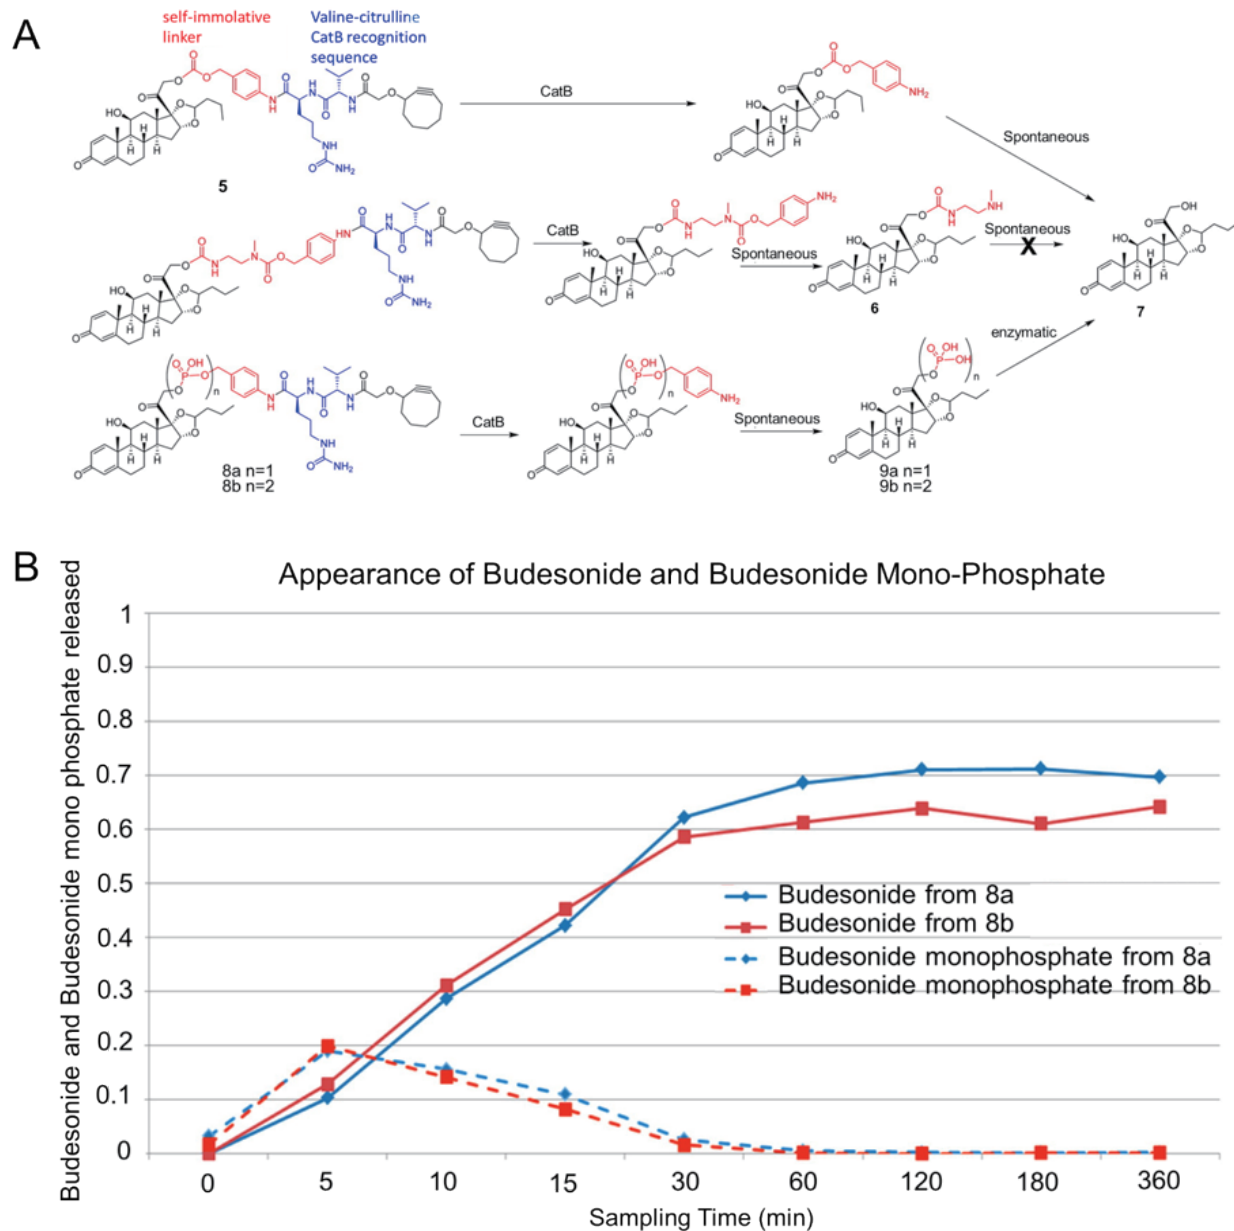 A
self-immolative
linker
Valine-citrulline
CatB recognition
sequence
CatB
Spontaneous
5
CatB
Spontaneous
6
Spontaneous
X
7
enzymatic
CatB
Spontaneous
8a n=1
8b n=2
9a n=1
9b n=2
B
Appearance of Budesonide and Budesonide Mono-Phosphate
Budesonide and Budesonide mono phosphate released
1
0.9
0.8
0.7
0.6
0.5
0.4
0.3
0.2
0.1
0
Budesonide from 8a
Budesonide from 8b
Budesonide monophosphate from 8a
Budesonide monophosphate from 8b
0 5 10 15 30 60 120 180 360
Sampling Time (min)